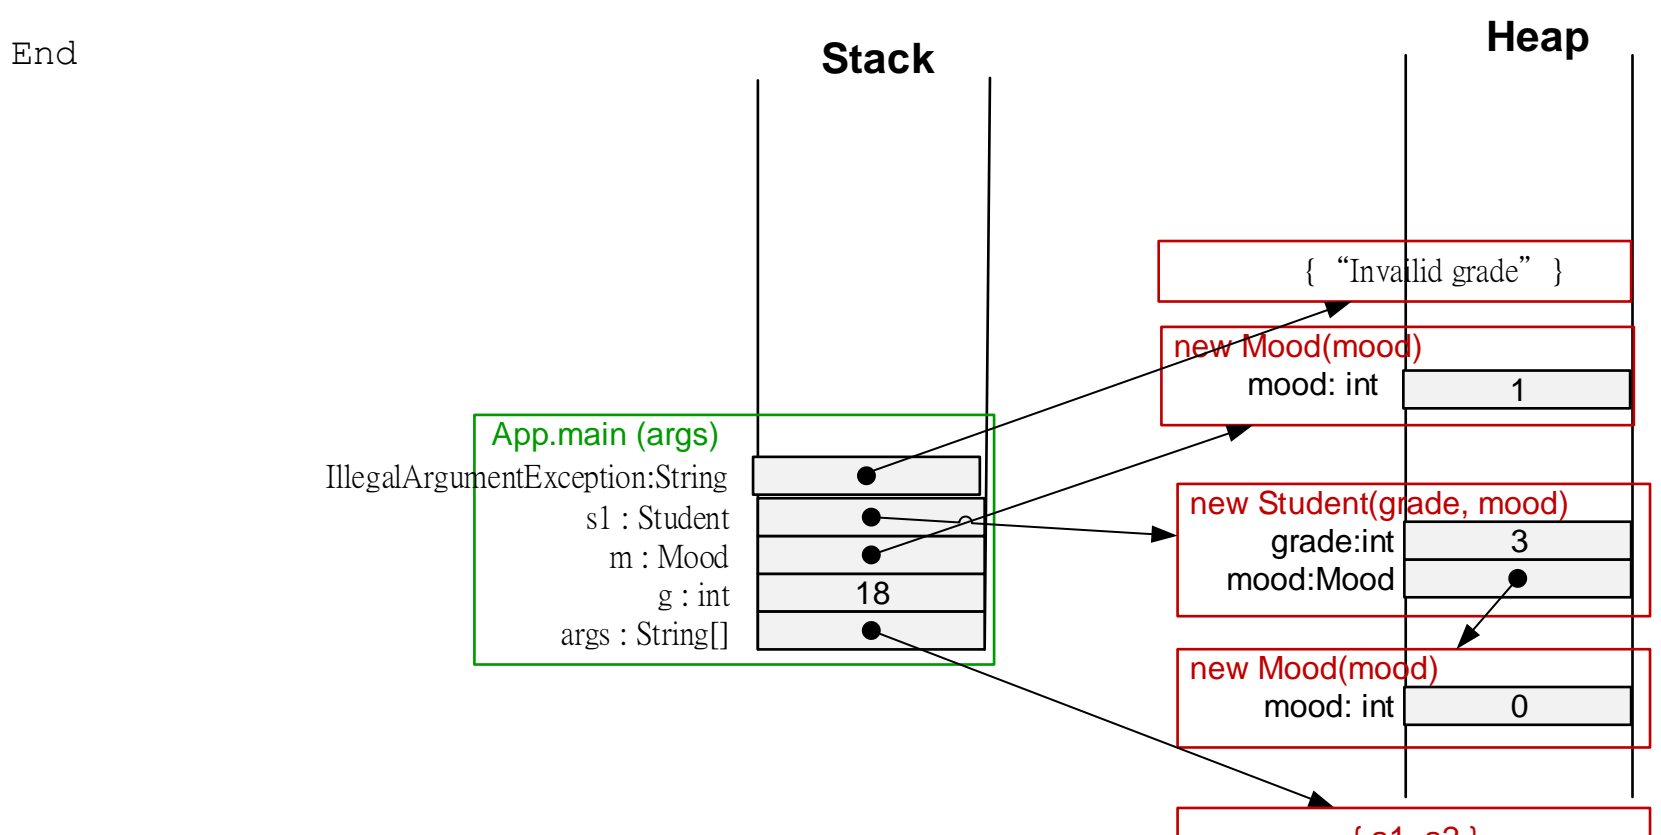 End
Stack
Heap
{ “Invailid grade” }
new Mood(mood)
mood: int 1
App.main (args)
IllegalArgumentException:String
s1 : Student
m : Mood
g : int 18
args : String[]
new Student(grade, mood)
grade:int 3
mood:Mood
new Mood(mood)
mood: int 0